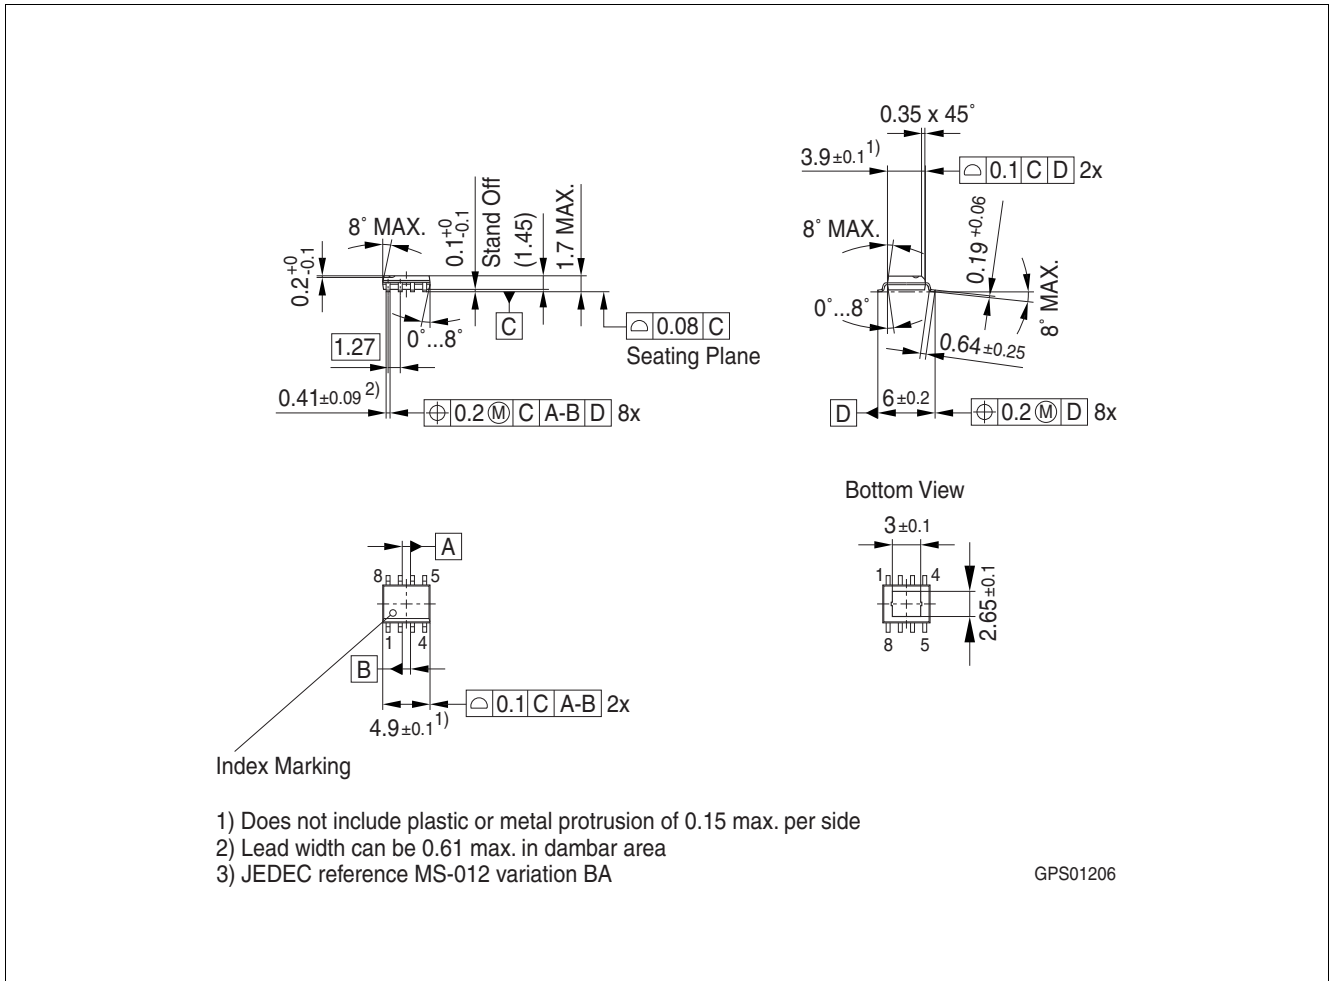 0.35 x 45°
3.9±0.1 1)
⌓ 0.1 C D 2x
8° MAX.
0.1 +0 -0.1
Stand Off
(1.45)
1.7 MAX.
0.2 +0 -0.1
8° MAX.
0.19 +0.06
8° MAX.
0°...8°
C
⌓ 0.08 C
Seating Plane
1.27
0°...8°
0.64±0.25
0.41±0.09 2)
⌖ 0.2 Ⓜ C A-B D 8x
D
6±0.2
⌖ 0.2 Ⓜ D 8x
Bottom View
3±0.1
A
8 5
1 4
2.65±0.1
1 4
8 5
B
⌓ 0.1 C A-B 2x
4.9±0.1 1)
Index Marking
1) Does not include plastic or metal protrusion of 0.15 max. per side
2) Lead width can be 0.61 max. in dambar area
3) JEDEC reference MS-012 variation BA
GPS01206